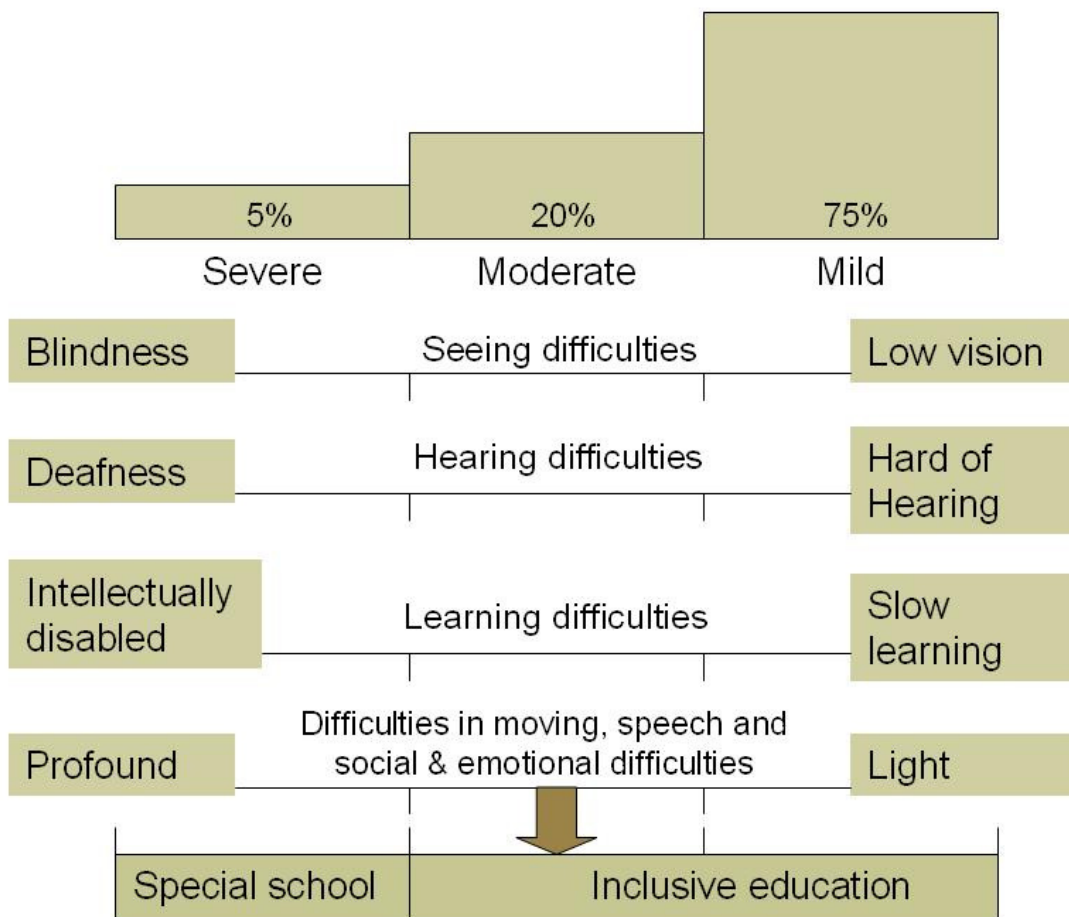 5%
20%
75%
Severe
Moderate
Mild
Blindness
Seeing difficulties
Low vision
Deafness
Hearing difficulties
Hard of
Hearing
Intellectually
disabled
Learning difficulties
Slow
learning
Profound
Difficulties in moving, speech and
social & emotional difficulties
Light
Special school
Inclusive education